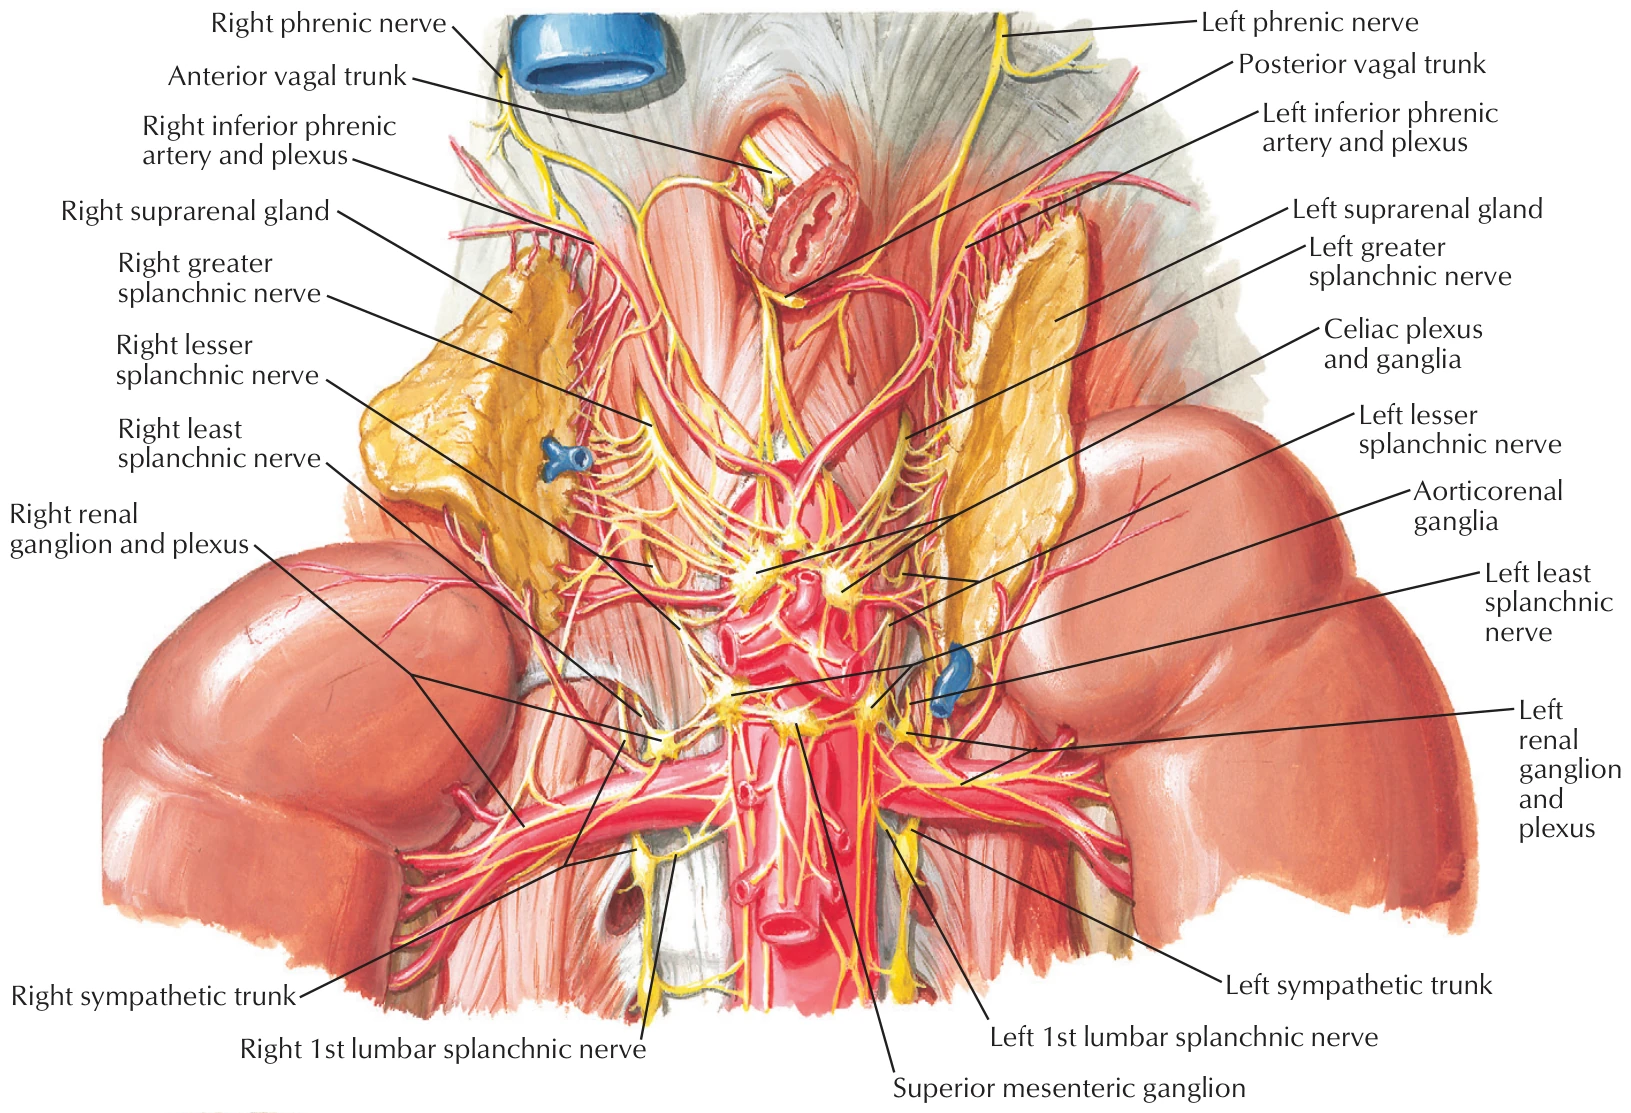 Right phrenic nerve
Anterior vagal trunk
Right inferior phrenic
artery and plexus
Right suprarenal gland
Right greater
splanchnic nerve
Right lesser
splanchnic nerve
Right least
splanchnic nerve
Right renal
ganglion and plexus
Right sympathetic trunk
Right 1st lumbar splanchnic nerve
Left phrenic nerve
Posterior vagal trunk
Left inferior phrenic
artery and plexus
Left suprarenal gland
Left greater
splanchnic nerve
Celiac plexus
and ganglia
Left lesser
splanchnic nerve
Aorticorenal
ganglia
Left least
splanchnic
nerve
Left
renal
ganglion
and
plexus
Left sympathetic trunk
Left 1st lumbar splanchnic nerve
Superior mesenteric ganglion